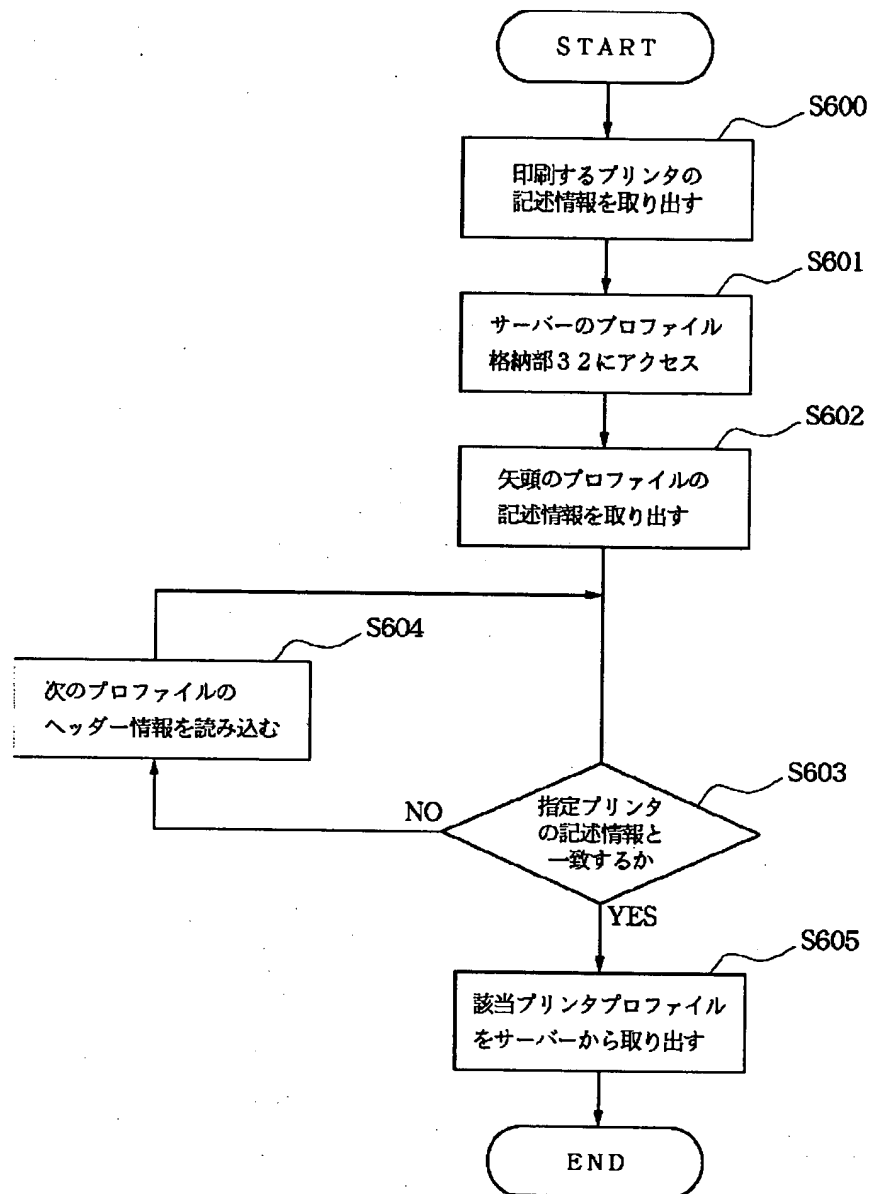 START
S600
印刷するプリンタの
記述情報を取り出す
S601
サーバーのプロファイル
格納部32にアクセス
S602
矢頭のプロファイルの
記述情報を取り出す
S604
次のプロファイルの
ヘッダー情報を読み込む
S603
指定プリンタ
の記述情報と
一致するか
NO
YES
S605
該当プリンタプロファイル
をサーバーから取り出す
END